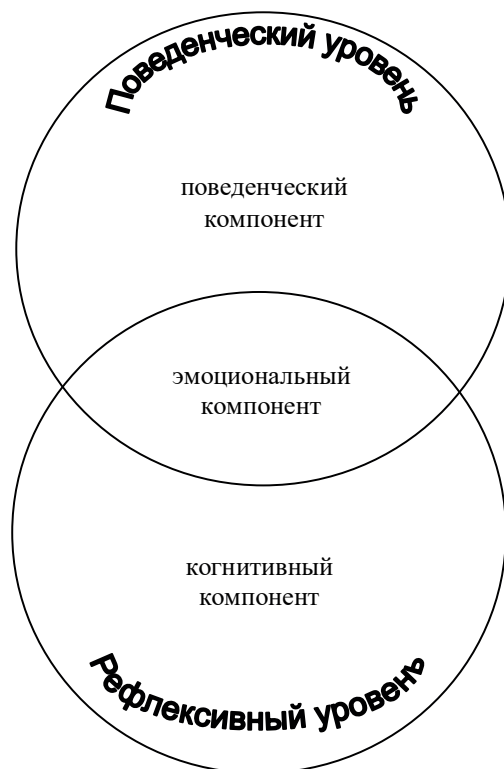 Поведенческий уровень
поведенческий
компонент
эмоциональный
компонент
когнитивный
компонент
Рефлексивный уровень